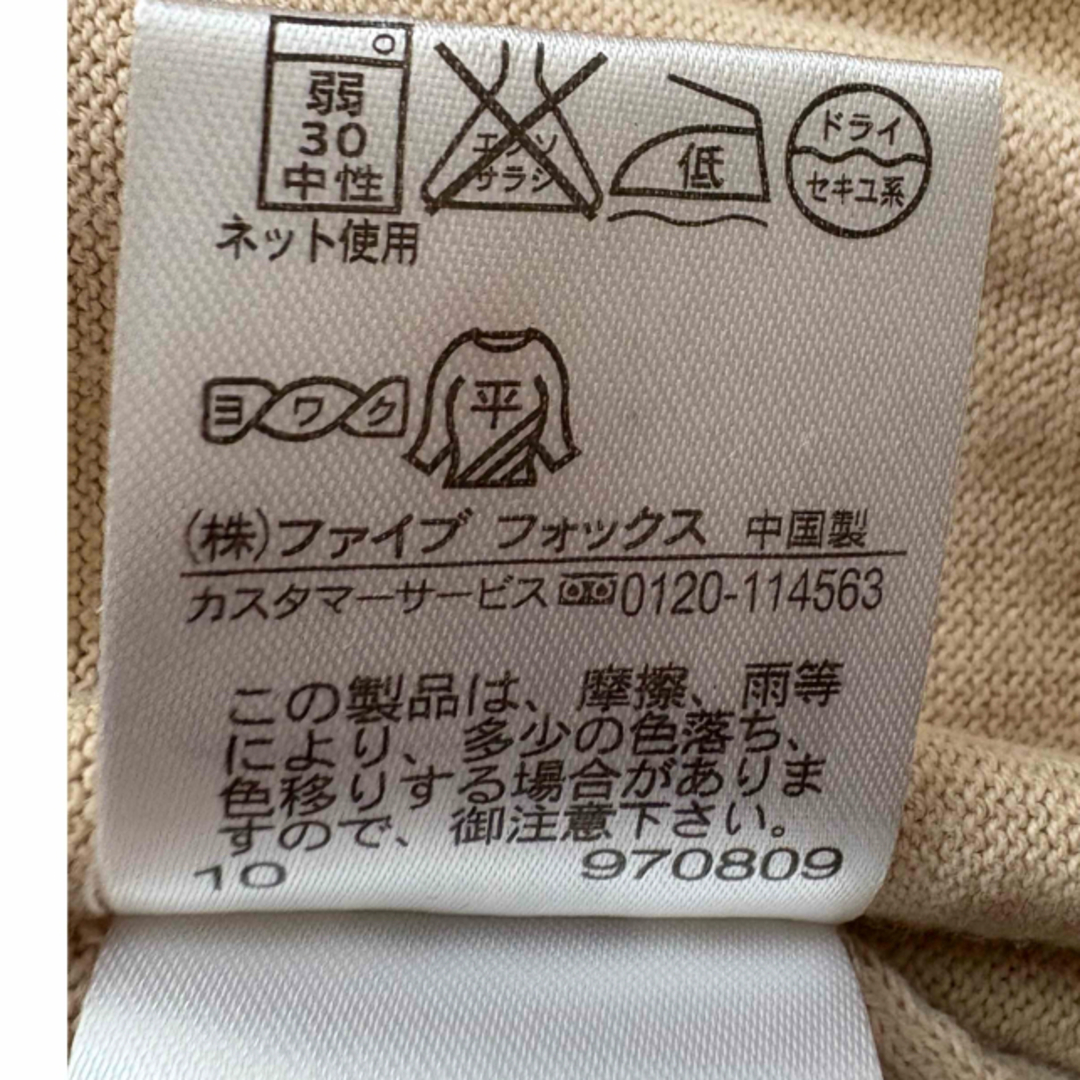 弱
30
中性
エンソ
サラシ
低
ドライ
セキユ系
ネット使用
ヨワク
平
(株)ファイブ フォックス 中国製
カスタマーサービス 0120-114563
この製品は、摩擦、雨等
により、多少の色落ち、
色移りする場合がありま
すので、御注意下さい。
10 970809